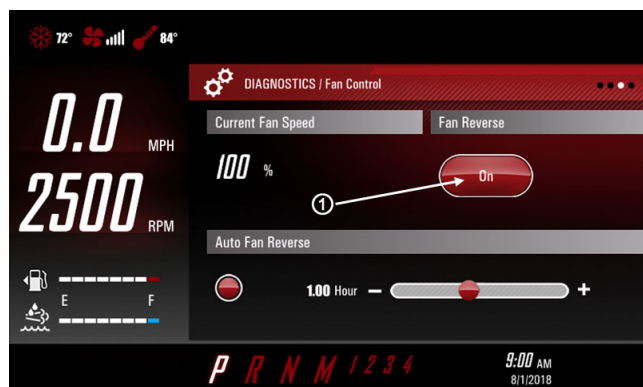 72° 84°
DIAGNOSTICS / Fan Control
0.0 MPH
2500 RPM
Current Fan Speed
Fan Reverse
100 %
On
1
Auto Fan Reverse
1.00 Hour − +
E F
P R N M 1 2 3 4
9:00 AM
8/1/2018